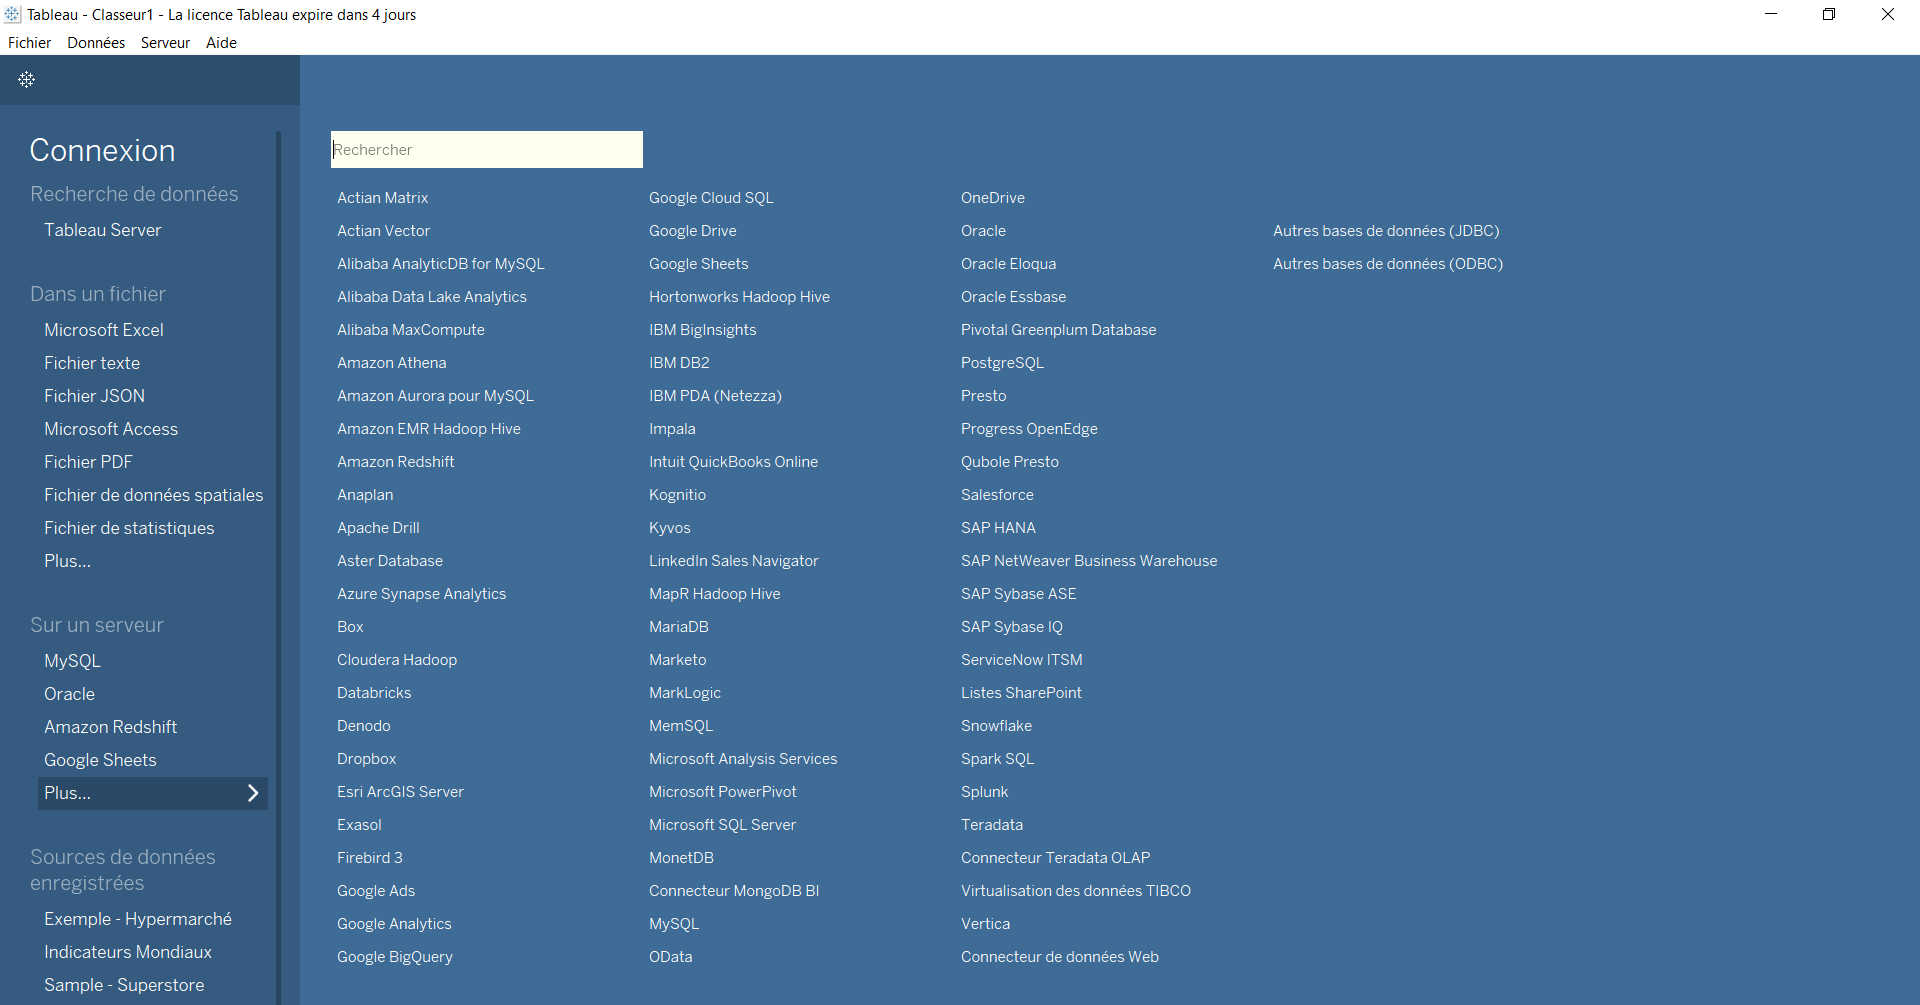 Tableau - Classeur1 - La licence Tableau expire dans 4 jours
Fichier Données Serveur Aide
Connexion
Recherche de données
Tableau Server
Dans un fichier
Microsoft Excel
Fichier texte
Fichier JSON
Microsoft Access
Fichier PDF
Fichier de données spatiales
Fichier de statistiques
Plus...
Sur un serveur
MySQL
Oracle
Amazon Redshift
Google Sheets
Plus...
Sources de données
enregistrées
Exemple - Hypermarché
Indicateurs Mondiaux
Sample - Superstore
Rechercher
Actian Matrix
Actian Vector
Alibaba AnalyticDB for MySQL
Alibaba Data Lake Analytics
Alibaba MaxCompute
Amazon Athena
Amazon Aurora pour MySQL
Amazon EMR Hadoop Hive
Amazon Redshift
Anaplan
Apache Drill
Aster Database
Azure Synapse Analytics
Box
Cloudera Hadoop
Databricks
Denodo
Dropbox
Esri ArcGIS Server
Exasol
Firebird 3
Google Ads
Google Analytics
Google BigQuery
Google Cloud SQL
Google Drive
Google Sheets
Hortonworks Hadoop Hive
IBM BigInsights
IBM DB2
IBM PDA (Netezza)
Impala
Intuit QuickBooks Online
Kognitio
Kyvos
LinkedIn Sales Navigator
MapR Hadoop Hive
MariaDB
Marketo
MarkLogic
MemSQL
Microsoft Analysis Services
Microsoft PowerPivot
Microsoft SQL Server
MonetDB
Connecteur MongoDB BI
MySQL
OData
OneDrive
Oracle
Oracle Eloqua
Oracle Essbase
Pivotal Greenplum Database
PostgreSQL
Presto
Progress OpenEdge
Qubole Presto
Salesforce
SAP HANA
SAP NetWeaver Business Warehouse
SAP Sybase ASE
SAP Sybase IQ
ServiceNow ITSM
Listes SharePoint
Snowflake
Spark SQL
Splunk
Teradata
Connecteur Teradata OLAP
Virtualisation des données TIBCO
Vertica
Connecteur de données Web
Autres bases de données (JDBC)
Autres bases de données (ODBC)